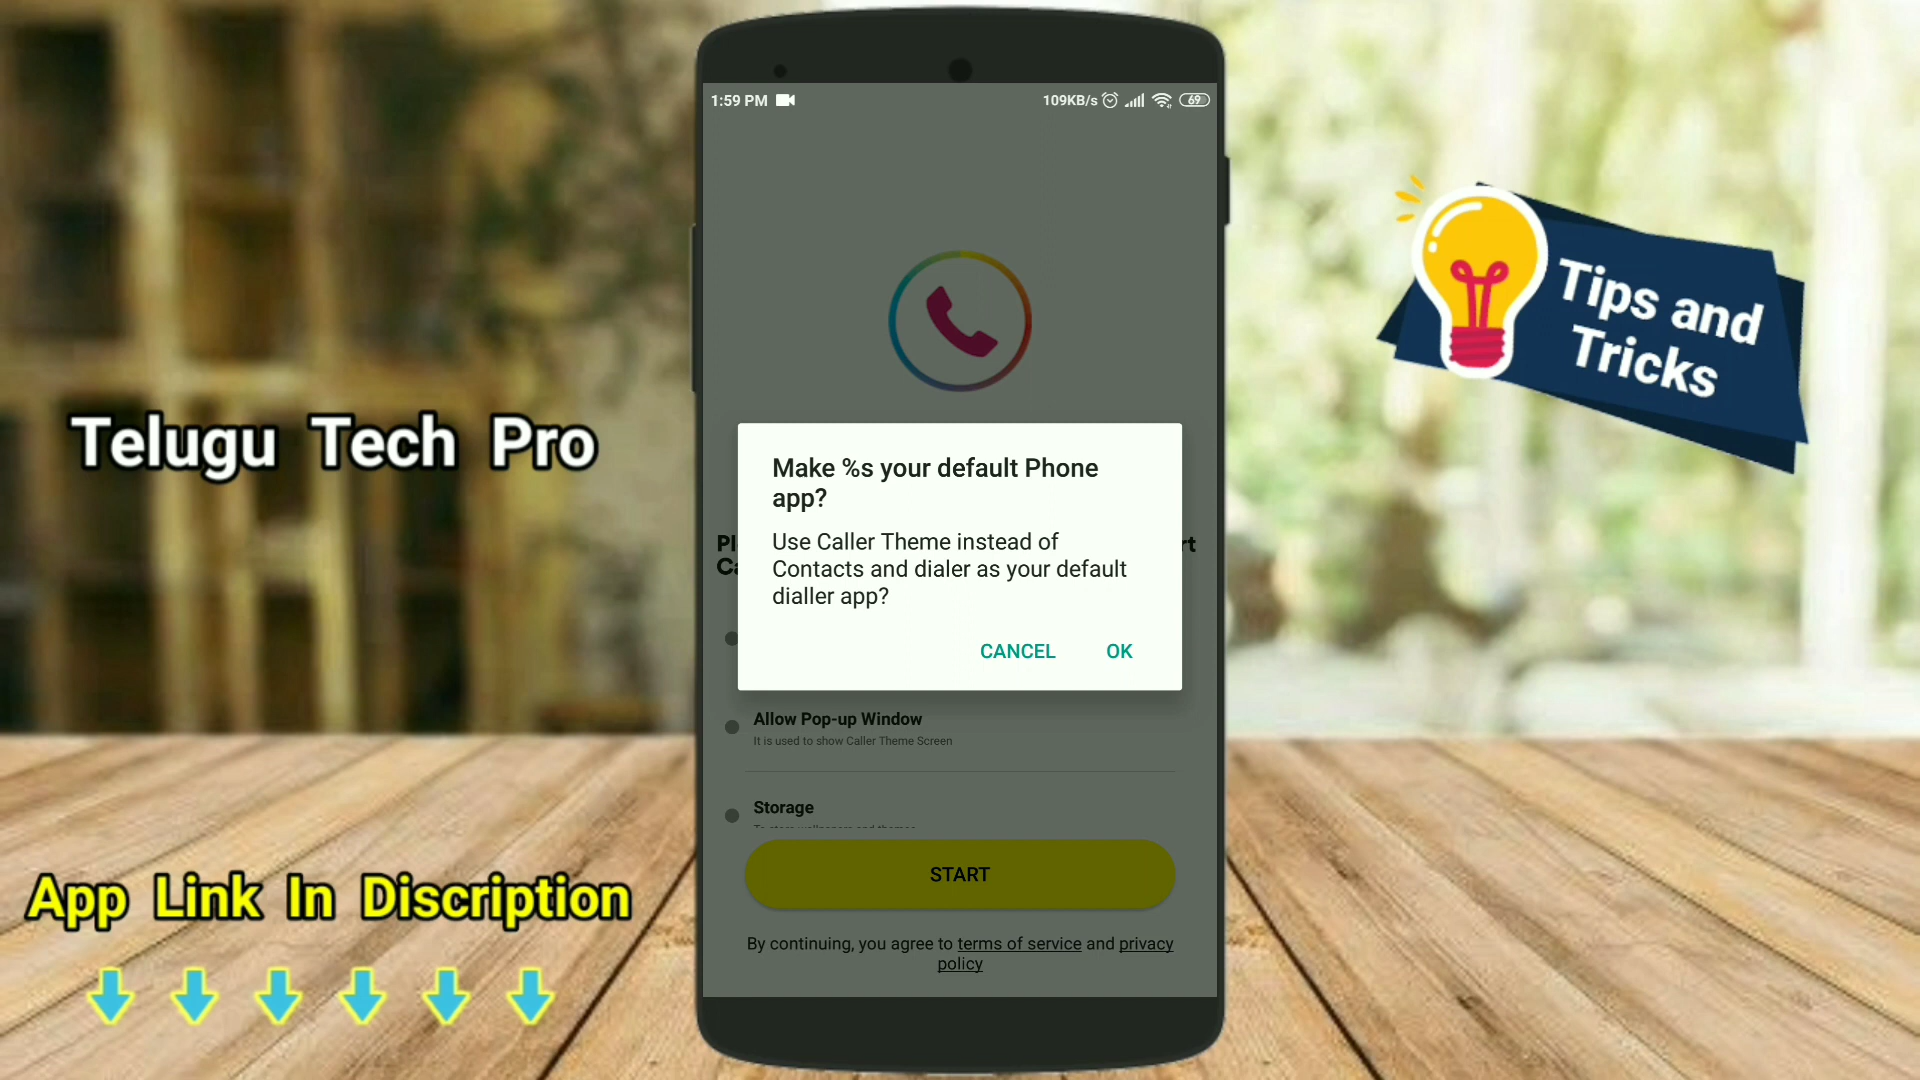 1:59 PM
109KB/s
69
Tips and
Tricks
Telugu Tech Pro
Make %s your default Phone
app?
Use Caller Theme instead of
Contacts and dialer as your default
dialler app?
CANCEL OK
Allow Pop-up Window
It is used to show Caller Theme Screen
Storage
START
By continuing, you agree to terms of service and privacy
policy
App Link In Discription